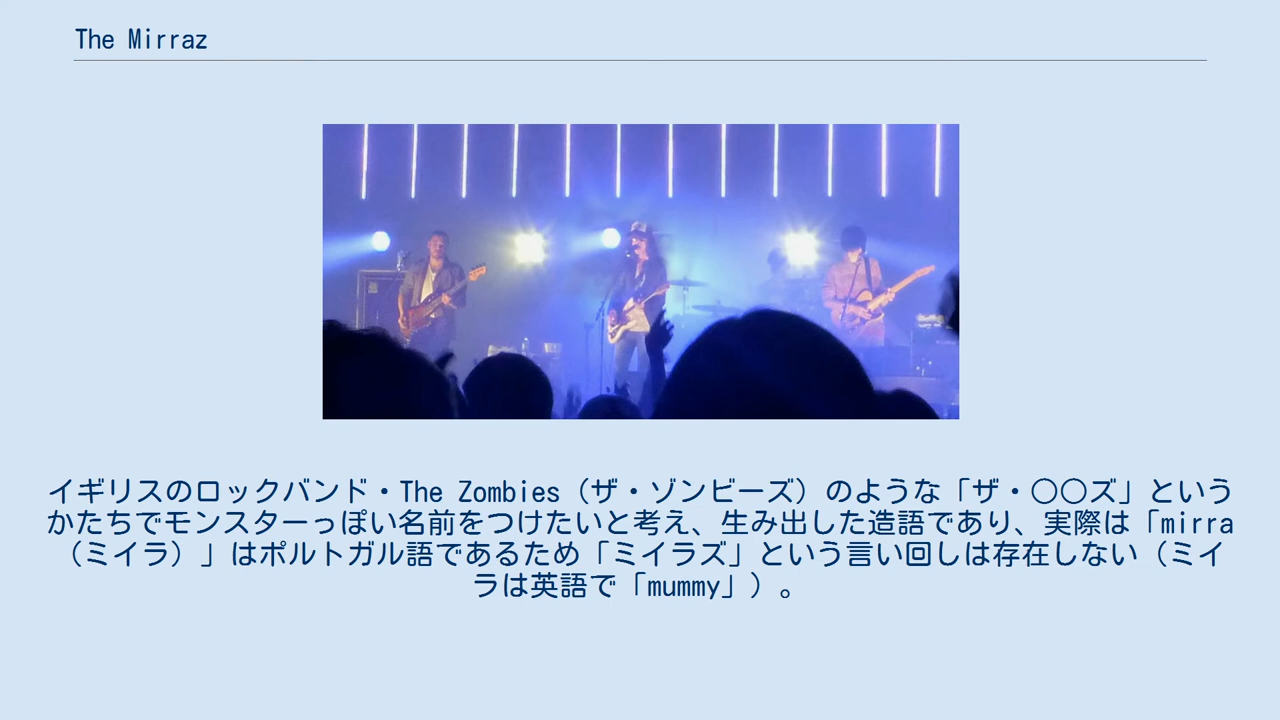 The Mirraz
イギリスのロックバンド・The Zombies（ザ・ゾンビーズ）のような「ザ・〇〇ズ」という
かたちでモンスターっぽい名前をつけたいと考え、生み出した造語であり、実際は「mirra
（ミイラ）」はポルトガル語であるため「ミイラズ」という言い回しは存在しない（ミイ
ラは英語で「mummy」）。